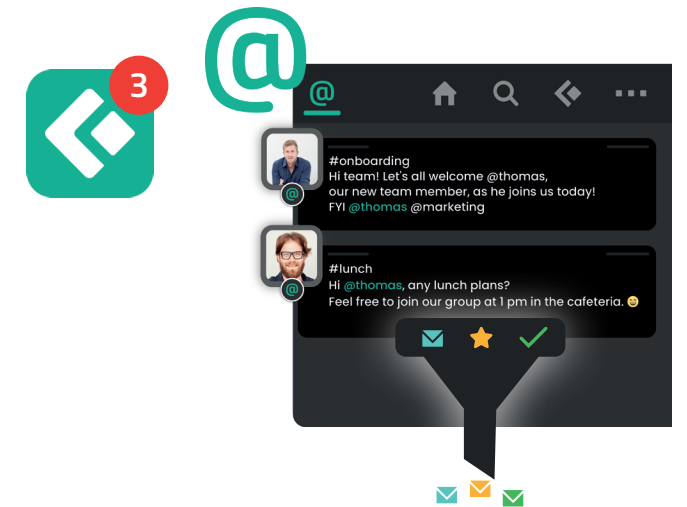 3
@
@
#onboarding
Hi team! Let's all welcome @thomas,
our new team member, as he joins us today!
FYI @thomas @marketing
@
#lunch
Hi @thomas, any lunch plans?
Feel free to join our group at 1 pm in the cafeteria. 😄
@